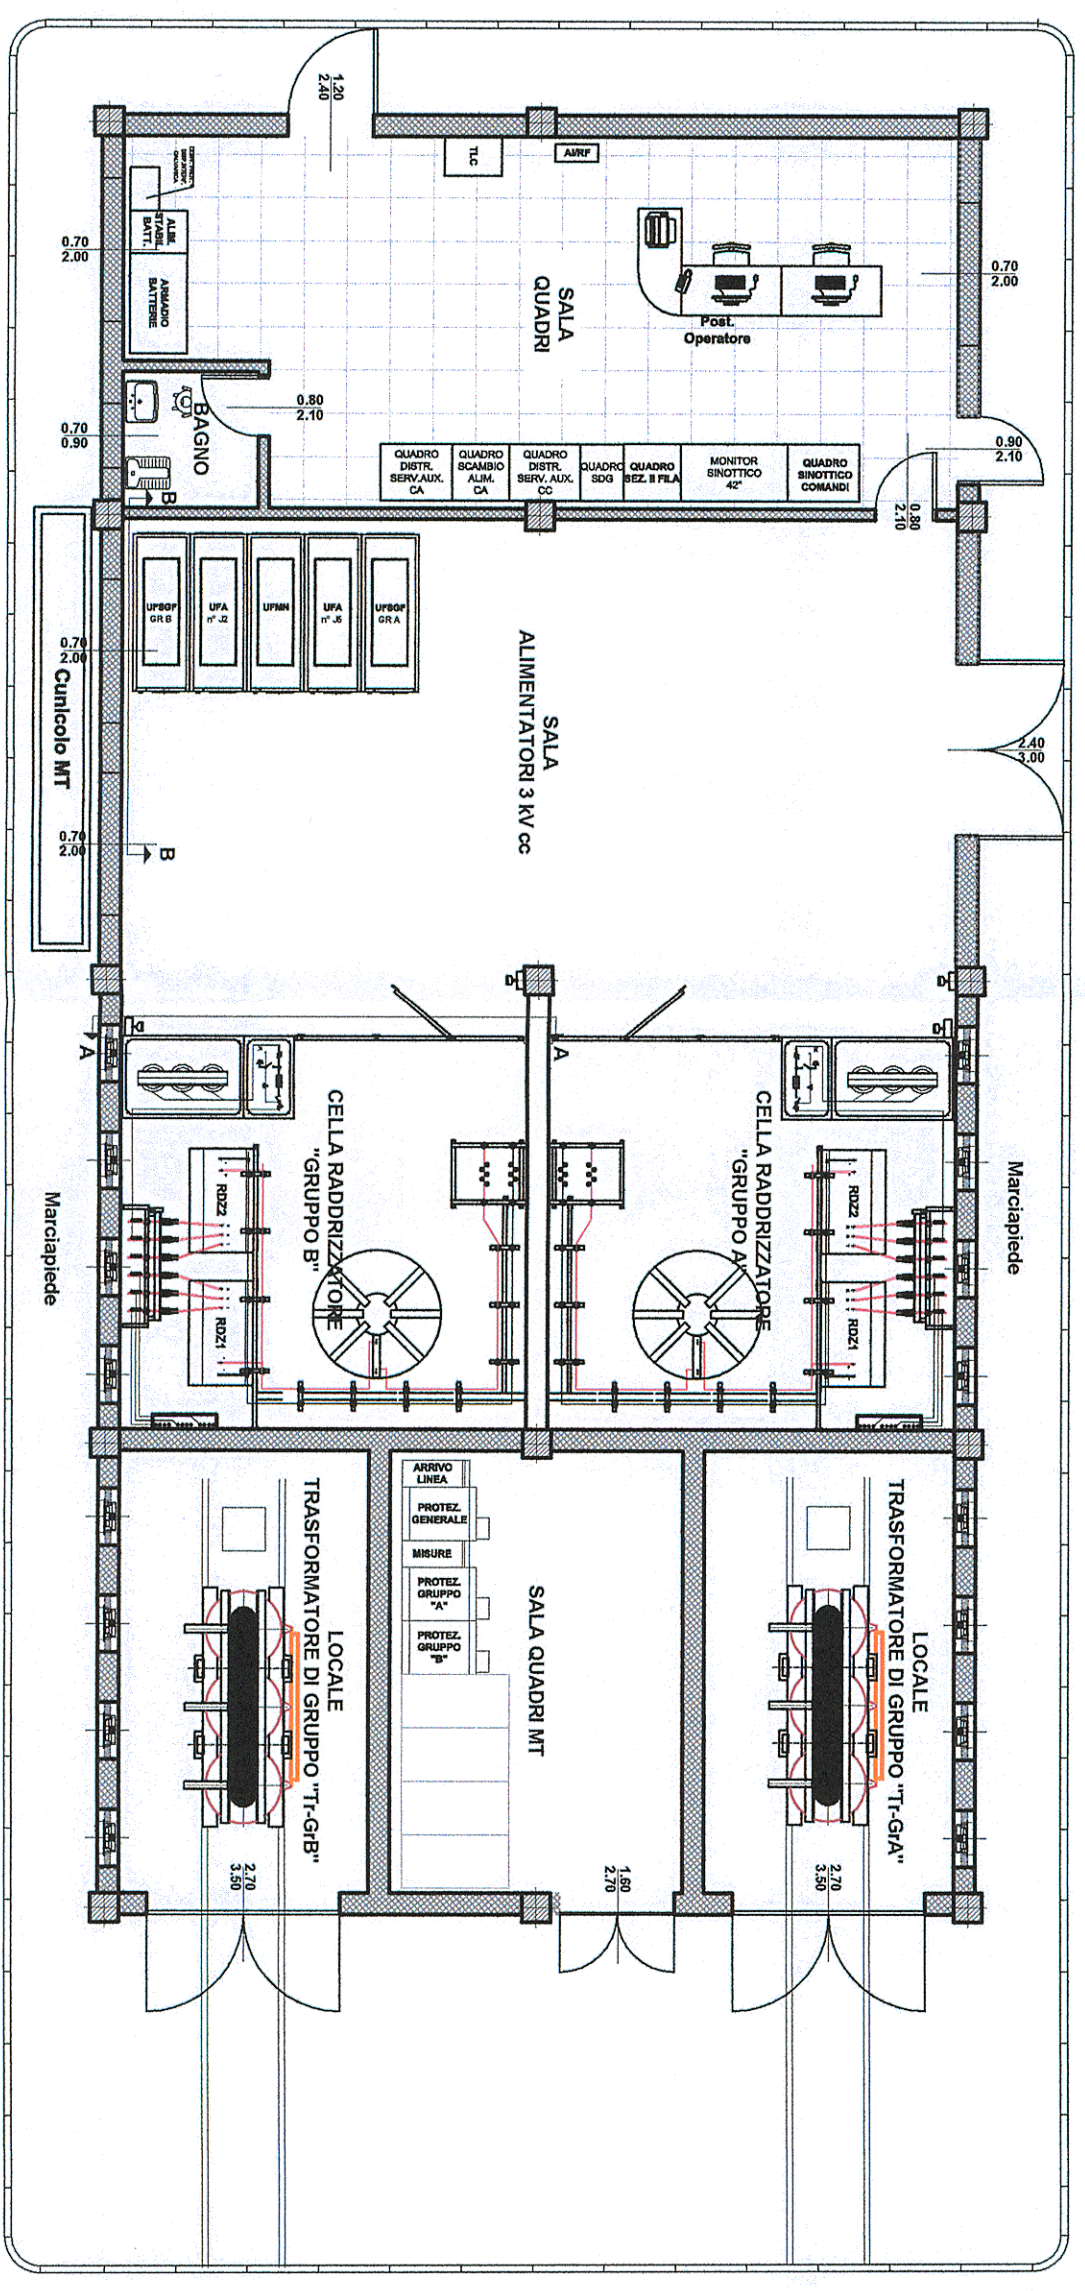 1.20
2.40
TLC
AI/RF
ALIM.
STABIL.
BATT.
ARMADIO
BATTERIE
0.70
2.00
SALA
QUADRI
Post.
Operatore
0.70
2.00
BAGNO
0.80
2.10
0.70
0.90
0.90
2.10
0.80
2.10
QUADRO
DISTR.
SERV.AUX.
CA
QUADRO
SCAMBIO
ALIM.
CA
QUADRO
DISTR.
SERV. AUX.
CC
QUADRO
SDG
QUADRO
SEZ. II FILA
MONITOR
SINOTTICO
42"
QUADRO
SINOTTICO
COMANDI
B
UFSGF
GR B
UFA
n° J2
UFMN
UFA
n° J5
UFSGF
GR A
0.70
2.00
Cunicolo MT
0.70
2.00
B
SALA
ALIMENTATORI 3 kV cc
2.40
3.00
A
A
CELLA RADDRIZZATORE
"GRUPPO B"
CELLA RADDRIZZATORE
"GRUPPO A"
RDZ2
RDZ1
RDZ2
RDZ1
Marciapiede
Marciapiede
LOCALE
TRASFORMATORE DI GRUPPO "Tr-GrB"
ARRIVO
LINEA
PROTEZ.
GENERALE
MISURE
PROTEZ.
GRUPPO
"A"
PROTEZ.
GRUPPO
"B"
SALA QUADRI MT
LOCALE
TRASFORMATORE DI GRUPPO "Tr-GrA"
2.70
3.50
1.60
2.70
2.70
3.50